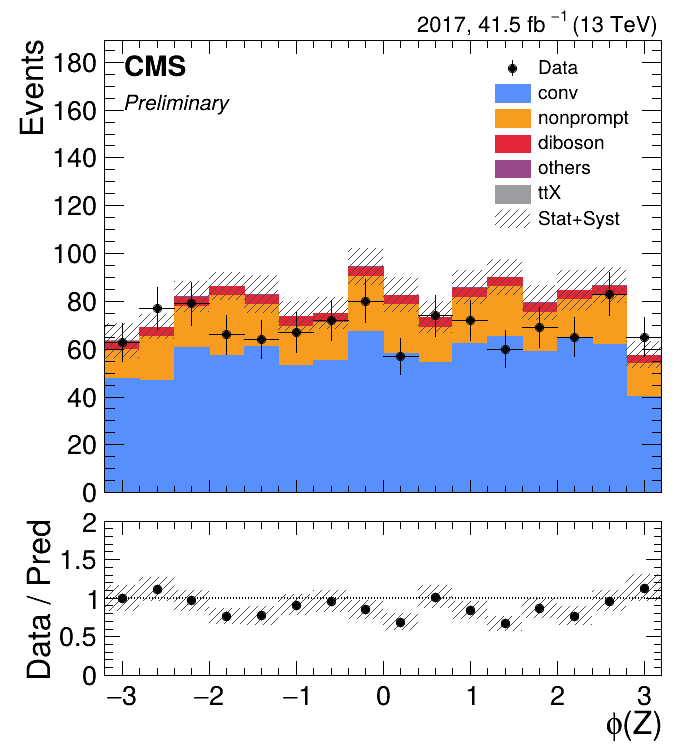 2017, 41.5 fb⁻¹ (13 TeV)
Events
CMS
Preliminary
Data
conv
nonprompt
diboson
others
ttX
Stat+Syst
180
160
140
120
100
80
60
40
20
0
Data / Pred
2
1.5
1
0.5
0
−3 −2 −1 0 1 2 3
ϕ(Z)